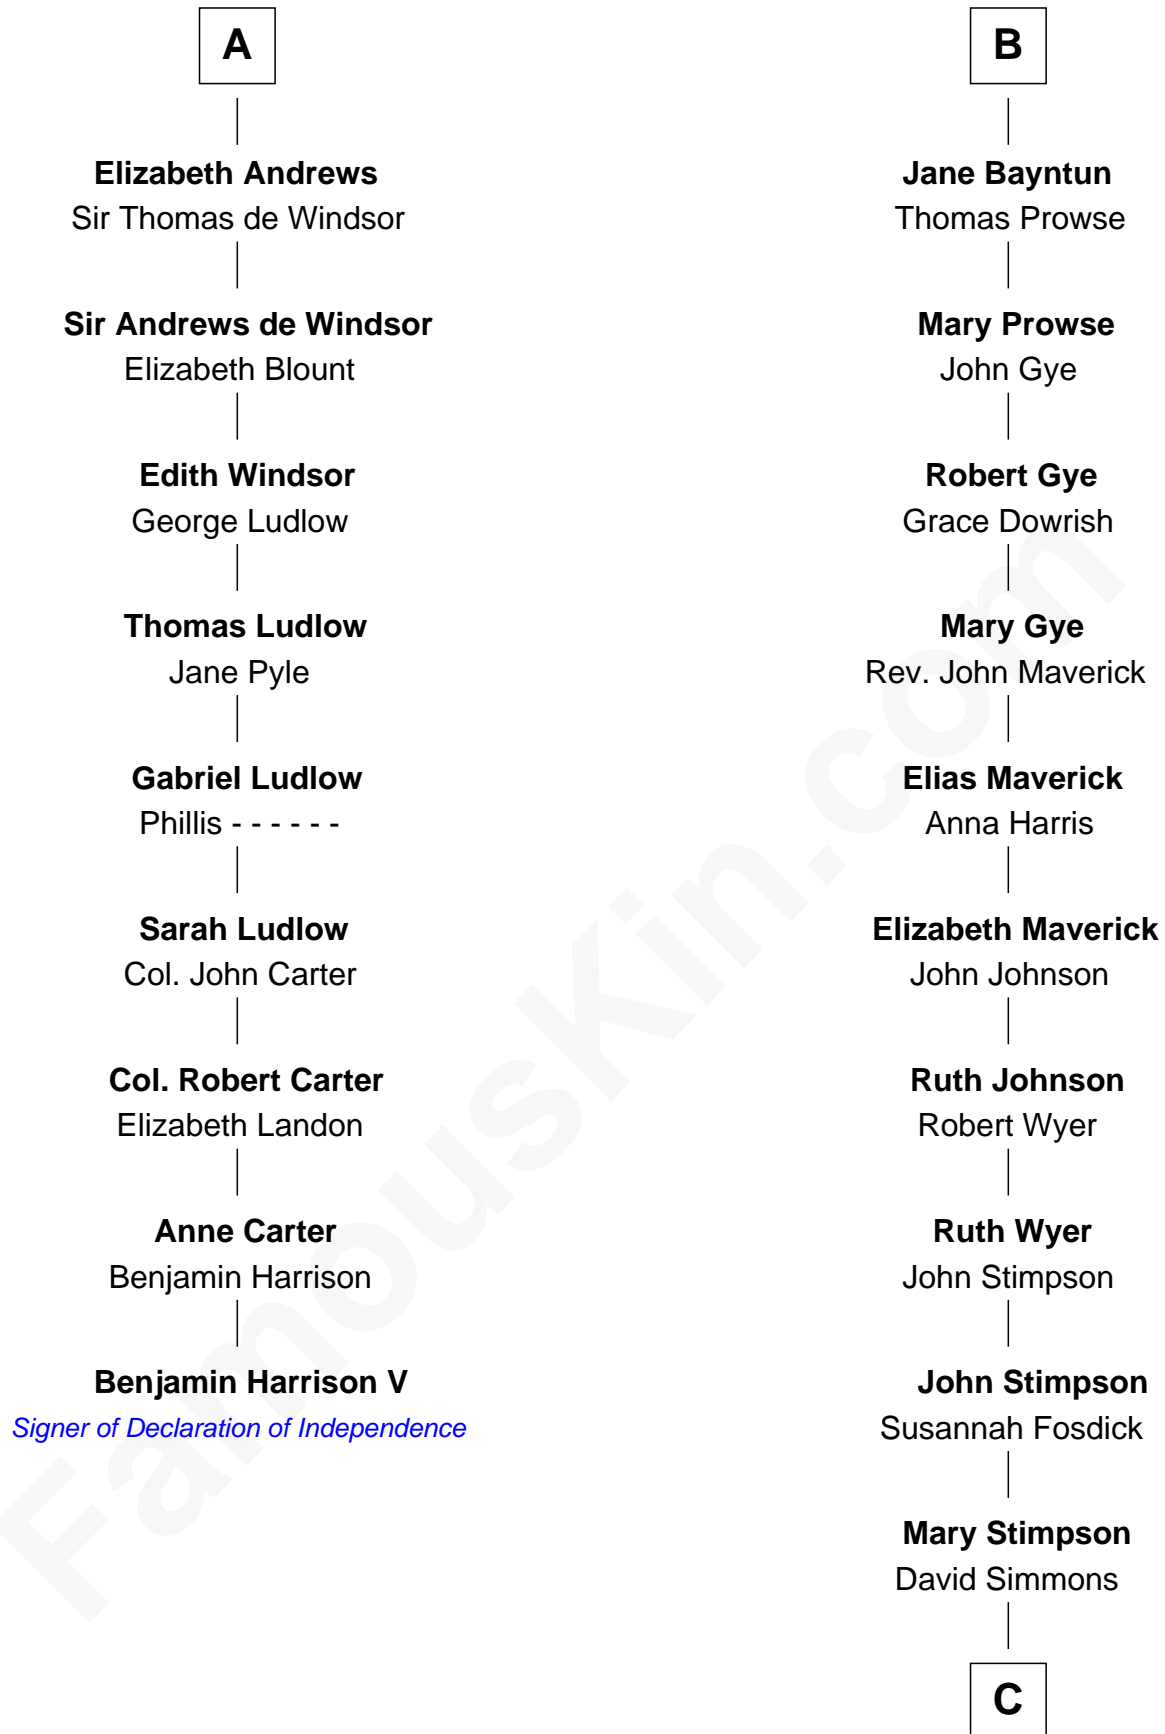 A
Elizabeth Andrews
Sir Thomas de Windsor
Sir Andrews de Windsor
Elizabeth Blount
Edith Windsor
George Ludlow
Thomas Ludlow
Jane Pyle
Gabriel Ludlow
Phillis - - - - - -
Sarah Ludlow
Col. John Carter
Col. Robert Carter
Elizabeth Landon
Anne Carter
Benjamin Harrison
Benjamin Harrison V
Signer of Declaration of Independence
B
Jane Bayntun
Thomas Prowse
Mary Prowse
John Gye
Robert Gye
Grace Dowrish
Mary Gye
Rev. John Maverick
Elias Maverick
Anna Harris
Elizabeth Maverick
John Johnson
Ruth Johnson
Robert Wyer
Ruth Wyer
John Stimpson
John Stimpson
Susannah Fosdick
Mary Stimpson
David Simmons
C
FamousKin.com